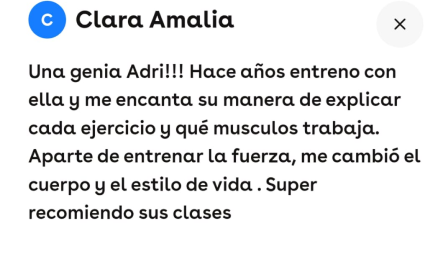 C Clara Amalia
Una genia Adri!!! Hace años entreno con
ella y me encanta su manera de explicar
cada ejercicio y qué musculos trabaja.
Aparte de entrenar la fuerza, me cambió el
cuerpo y el estilo de vida . Super
recomiendo sus clases